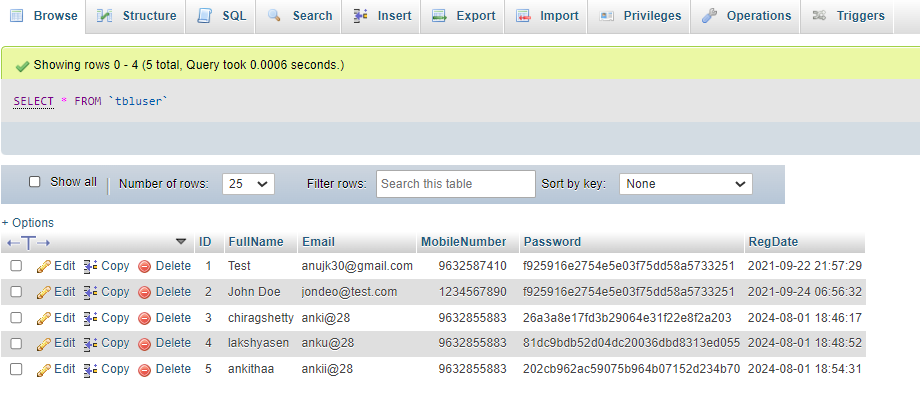 Browse Structure SQL Search Insert Export Import Privileges Operations Triggers
Showing rows 0 - 4 (5 total, Query took 0.0006 seconds.)
SELECT * FROM `tbluser`
Show all Number of rows: 25 Filter rows: Search this table Sort by key: None
+ Options
←T→ ID FullName Email MobileNumber Password RegDate
Edit Copy Delete 1 Test anujk30@gmail.com 9632587410 f925916e2754e5e03f75dd58a5733251 2021-09-22 21:57:29
Edit Copy Delete 2 John Doe jondeo@test.com 1234567890 f925916e2754e5e03f75dd58a5733251 2021-09-24 06:56:32
Edit Copy Delete 3 chiragshetty anki@28 9632855883 26a3a8e17fd3b29064e31f22e8f2a203 2024-08-01 18:46:17
Edit Copy Delete 4 lakshyasen anku@28 9632855883 81dc9bdb52d04dc20036dbd8313ed055 2024-08-01 18:48:52
Edit Copy Delete 5 ankithaa ankii@28 9632855883 202cb962ac59075b964b07152d234b70 2024-08-01 18:54:31